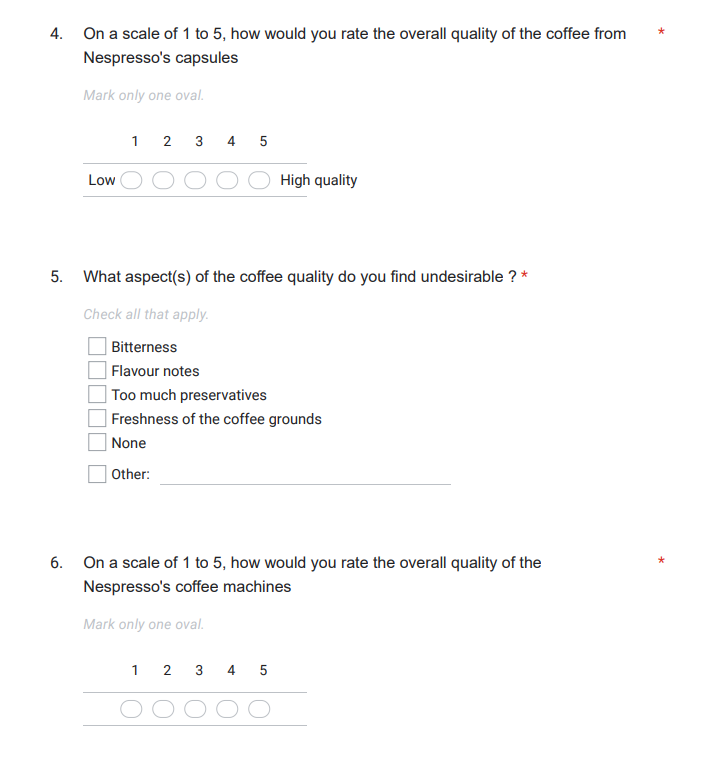 4. On a scale of 1 to 5, how would you rate the overall quality of the coffee from *
Nespresso's capsules
Mark only one oval.
1 2 3 4 5
Low High quality
5. What aspect(s) of the coffee quality do you find undesirable ? *
Check all that apply.
Bitterness
Flavour notes
Too much preservatives
Freshness of the coffee grounds
None
Other:
6. On a scale of 1 to 5, how would you rate the overall quality of the *
Nespresso's coffee machines
Mark only one oval.
1 2 3 4 5